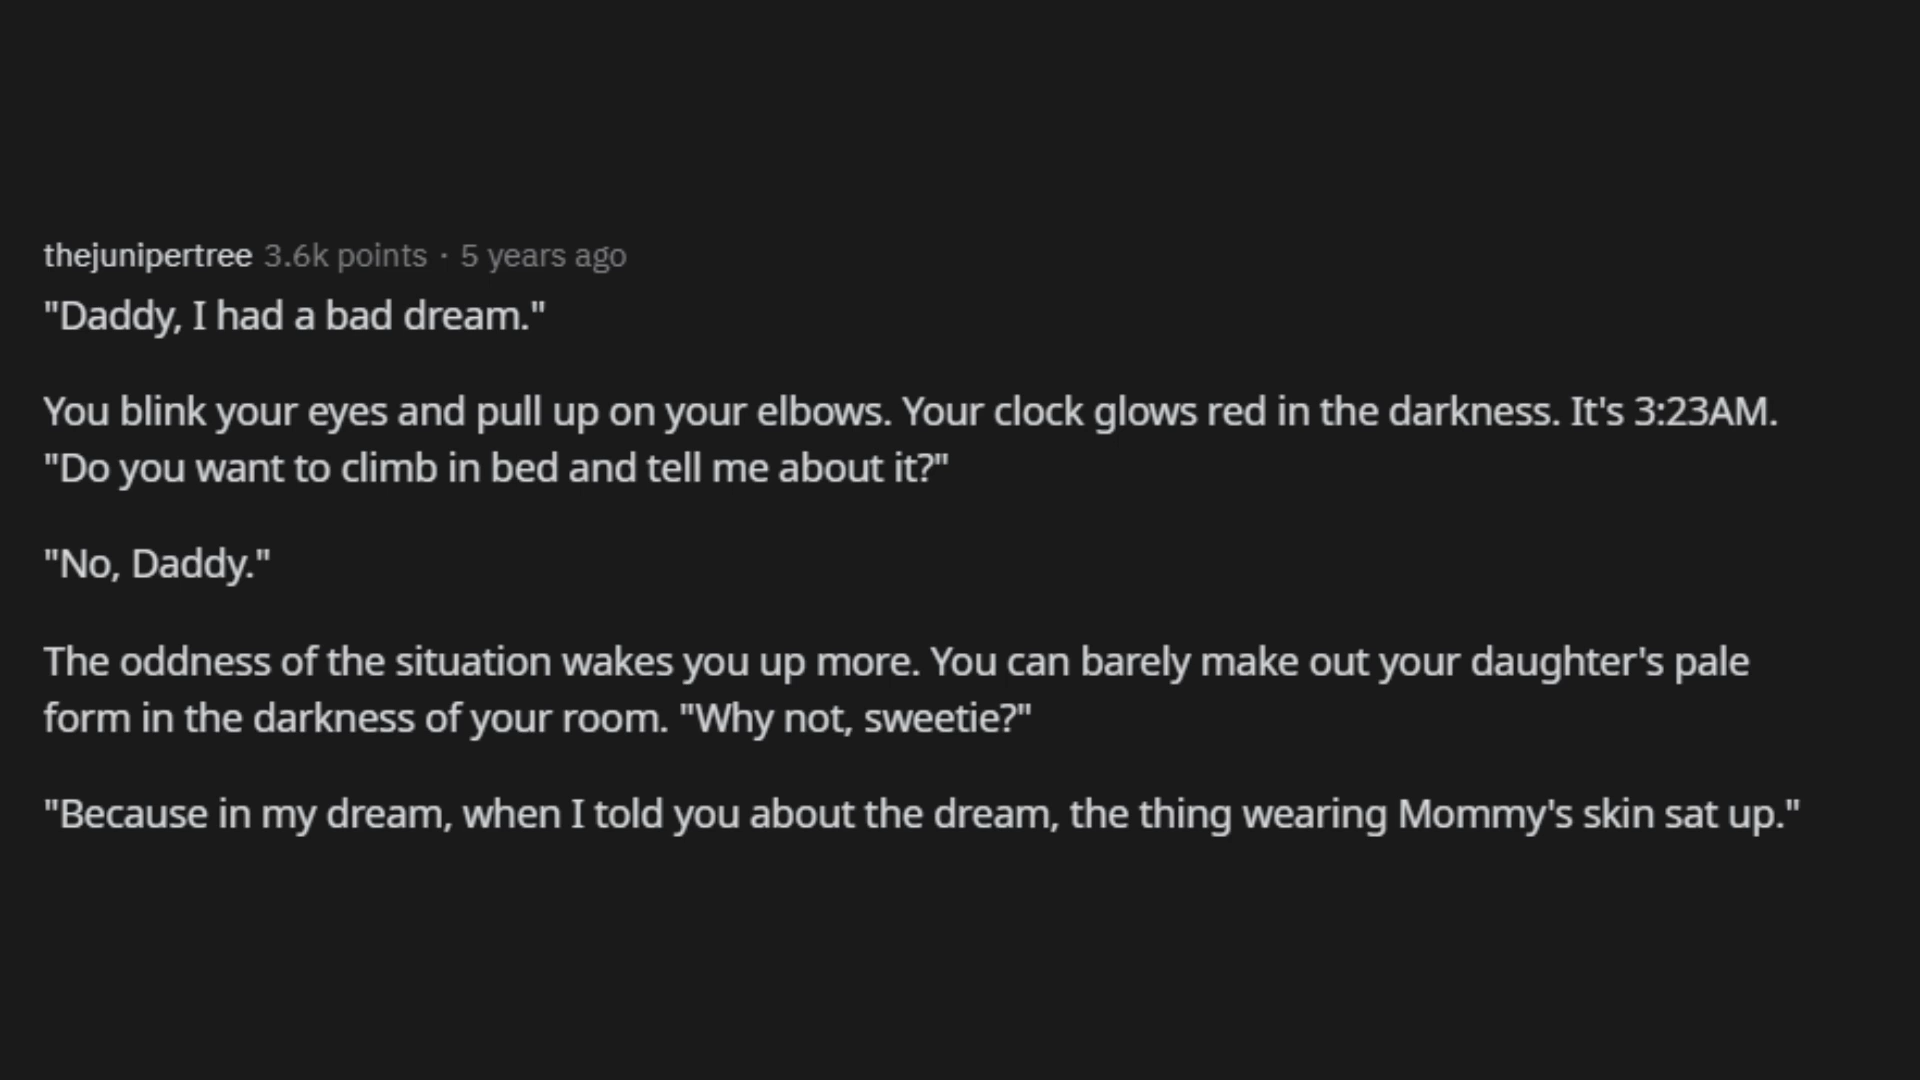 thejunipertree 3.6k points · 5 years ago
"Daddy, I had a bad dream."
You blink your eyes and pull up on your elbows. Your clock glows red in the darkness. It's 3:23AM.
"Do you want to climb in bed and tell me about it?"
"No, Daddy."
The oddness of the situation wakes you up more. You can barely make out your daughter's pale
form in the darkness of your room. "Why not, sweetie?"
"Because in my dream, when I told you about the dream, the thing wearing Mommy's skin sat up."